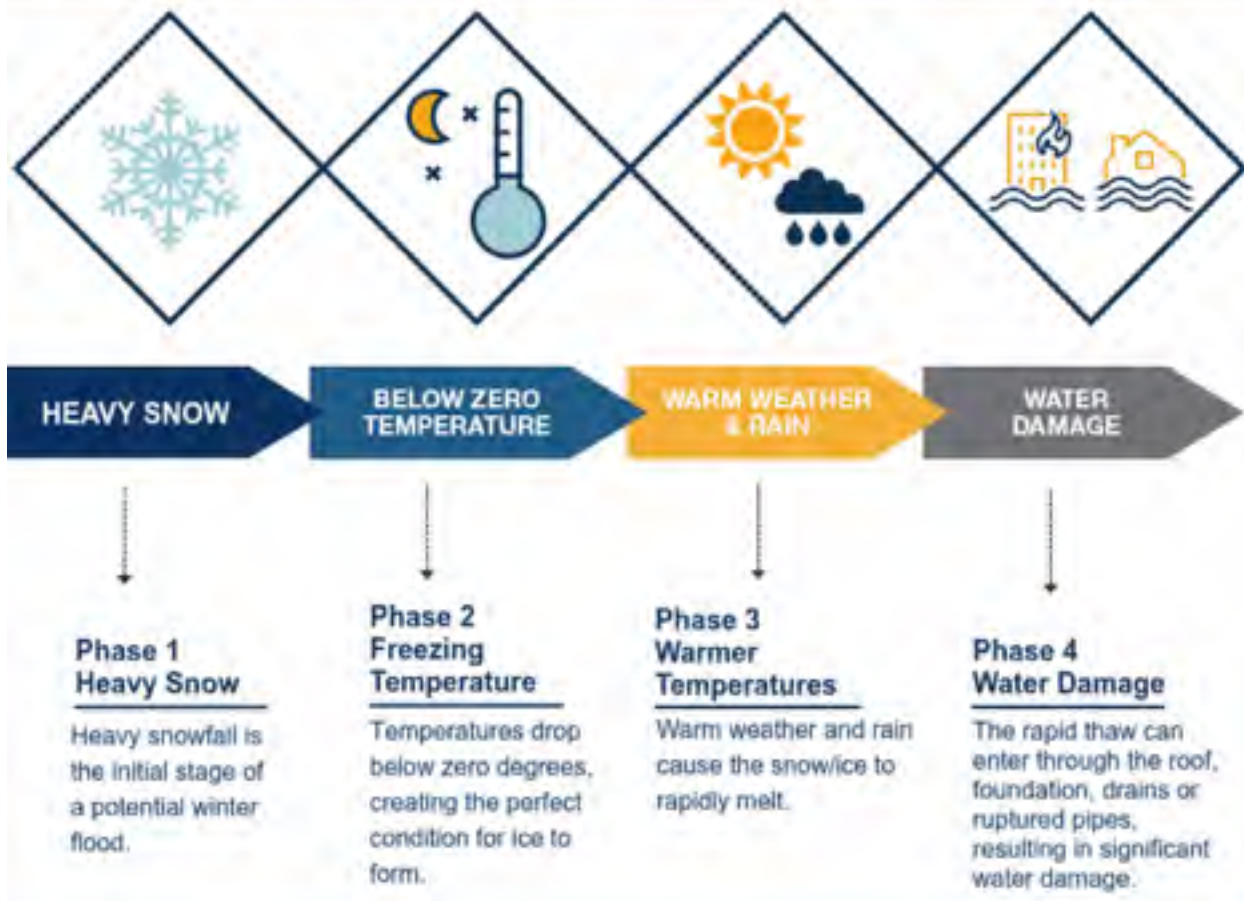 HEAVY SNOW
BELOW ZERO
TEMPERATURE
WARM WEATHER
& RAIN
WATER
DAMAGE
Phase 1
Heavy Snow
Heavy snowfall is
the initial stage of
a potential winter
flood.
Phase 2
Freezing
Temperature
Temperatures drop
below zero degrees,
creating the perfect
condition for ice to
form.
Phase 3
Warmer
Temperatures
Warm weather and rain
cause the snow/ice to
rapidly melt.
Phase 4
Water Damage
The rapid thaw can
enter through the roof,
foundation, drains or
ruptured pipes,
resulting in significant
water damage.